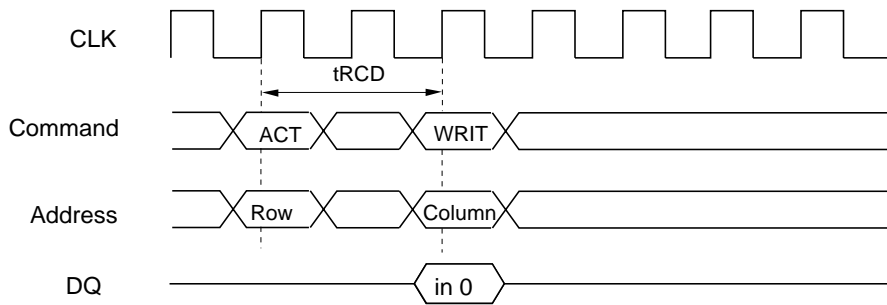 CLK
tRCD
Command
ACT
WRIT
Address
Row
Column
DQ
in 0